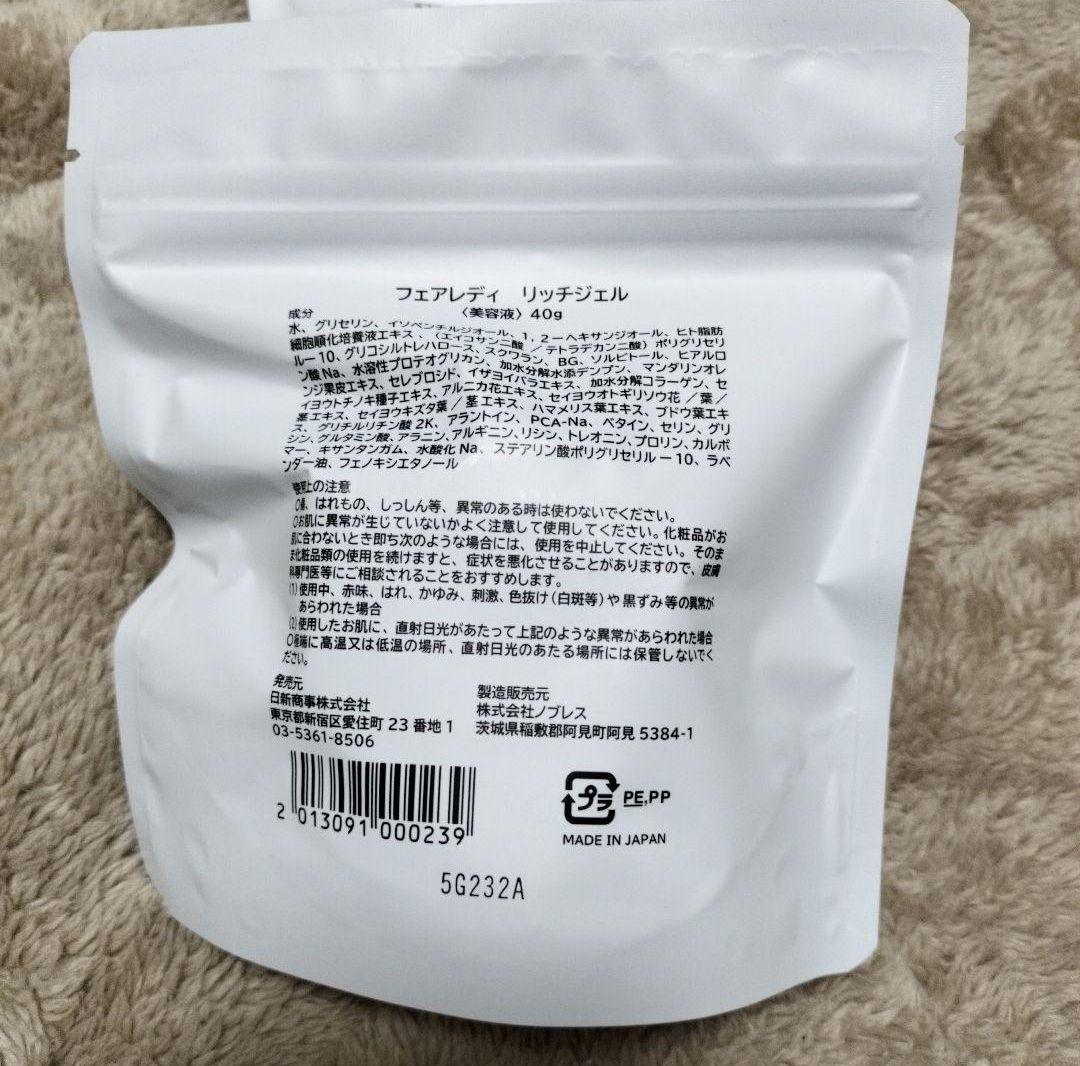 フェアレディ　リッチジェル
〈美容液〉40g
成分
水、グリセリン、イソペンチルジオール、1，2－ヘキサンジオール、ヒト脂肪
細胞順化培養液エキス、（エイコサン二酸／テトラデカン二酸）ポリグリセリ
ル－10、グリコシルトレハロース、スクワラン、BG、ソルビトール、ヒアルロ
ン酸Na、水溶性プロテオグリカン、加水分解水添デンプン、マンダリンオレ
ンジ果皮エキス、セレブロシド、イザヨイバラエキス、加水分解コラーゲン、セ
イヨウトチノキ種子エキス、アルニカ花エキス、セイヨウオトギリソウ花／葉／
茎エキス、セイヨウキズタ葉／茎エキス、ハマメリス葉エキス、ブドウ葉エキ
ス、グリチルリチン酸2K、アラントイン、PCA-Na、ベタイン、セリン、グリ
シン、グルタミン酸、アラニン、アルギニン、リシン、トレオニン、プロリン、カルボ
マー、キサンタンガム、水酸化Na、ステアリン酸ポリグリセリル－10、ラベ
ンダー油、フェノキシエタノール
使用上の注意
○傷、はれもの、しっしん等、異常のある時は使わないでください。
○お肌に異常が生じていないかよく注意して使用してください。化粧品がお
肌に合わないとき即ち次のような場合には、使用を中止してください。そのま
ま化粧品類の使用を続けますと、症状を悪化させることがありますので、皮膚
科専門医等にご相談されることをおすすめします。
(1)使用中、赤味、はれ、かゆみ、刺激、色抜け（白斑等）や黒ずみ等の異常が
あらわれた場合
(2)使用したお肌に、直射日光があたって上記のような異常があらわれた場合
○極端に高温又は低温の場所、直射日光のあたる場所には保管しないでく
ださい。
発売元
日新商事株式会社
東京都新宿区愛住町23番地1
03-5361-8506
製造販売元
株式会社ノブレス
茨城県稲敷郡阿見町阿見5384-1
2 013091 000239
プラ PE,PP
MADE IN JAPAN
5G232A